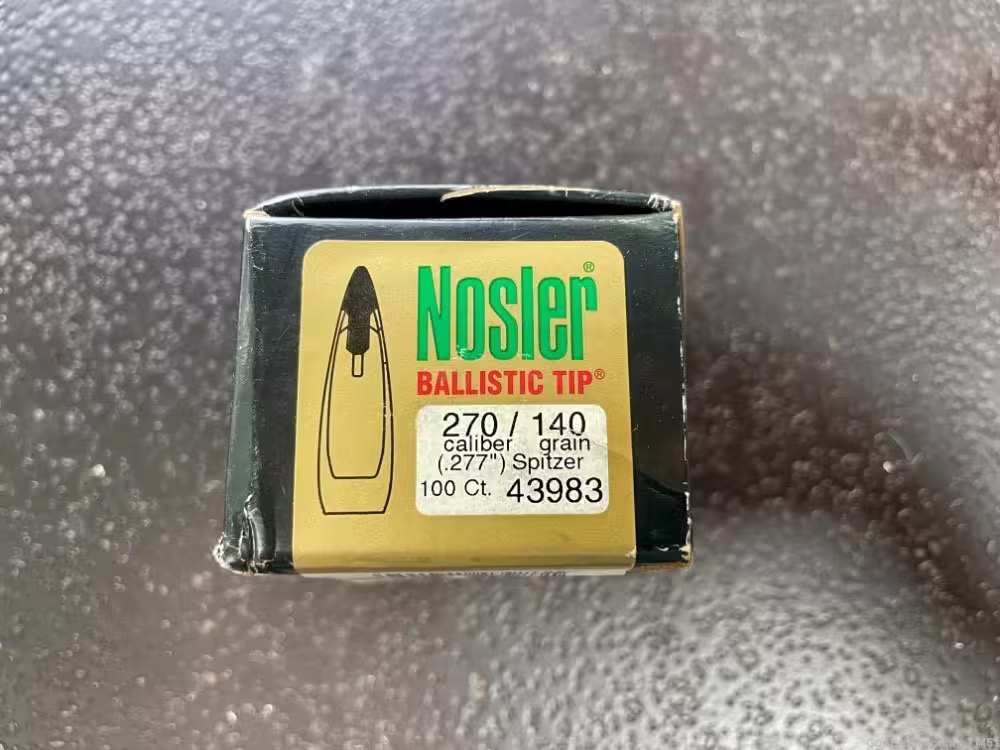 Nosler®
BALLISTIC TIP®
270 / 140
caliber grain
(.277") Spitzer
100 Ct. 43983